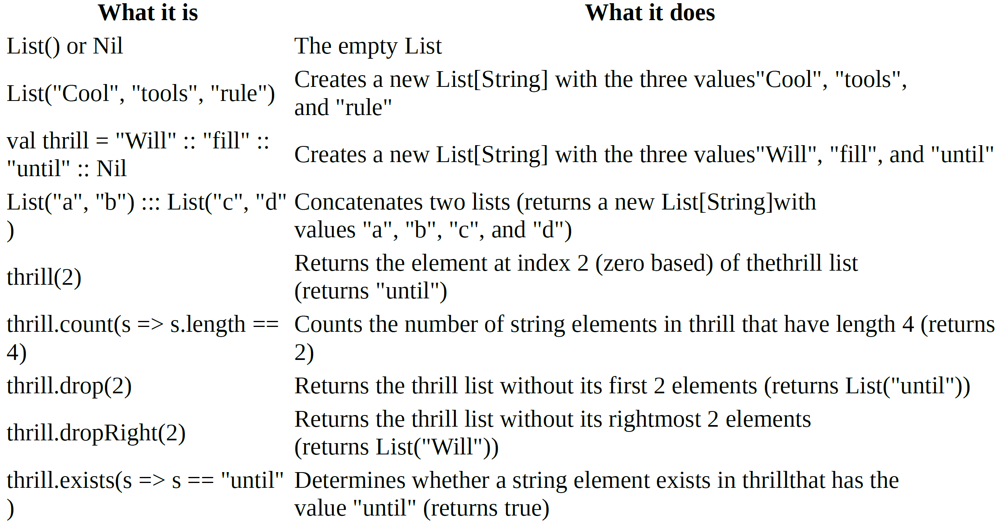 What it is What it does
List() or Nil The empty List
List("Cool", "tools", "rule") Creates a new List[String] with the three values"Cool", "tools",
and "rule"
val thrill = "Will" :: "fill" ::
"until" :: Nil
Creates a new List[String] with the three values"Will", "fill", and "until"
List("a", "b") ::: List("c", "d"
)
Concatenates two lists (returns a new List[String]with
values "a", "b", "c", and "d")
thrill(2)
Returns the element at index 2 (zero based) of thethrill list
(returns "until")
thrill.count(s => s.length ==
4)
Counts the number of string elements in thrill that have length 4 (returns
2)
thrill.drop(2)
Returns the thrill list without its first 2 elements (returns List("until"))
thrill.dropRight(2)
Returns the thrill list without its rightmost 2 elements
(returns List("Will"))
thrill.exists(s => s == "until"
)
Determines whether a string element exists in thrillthat has the
value "until" (returns true)